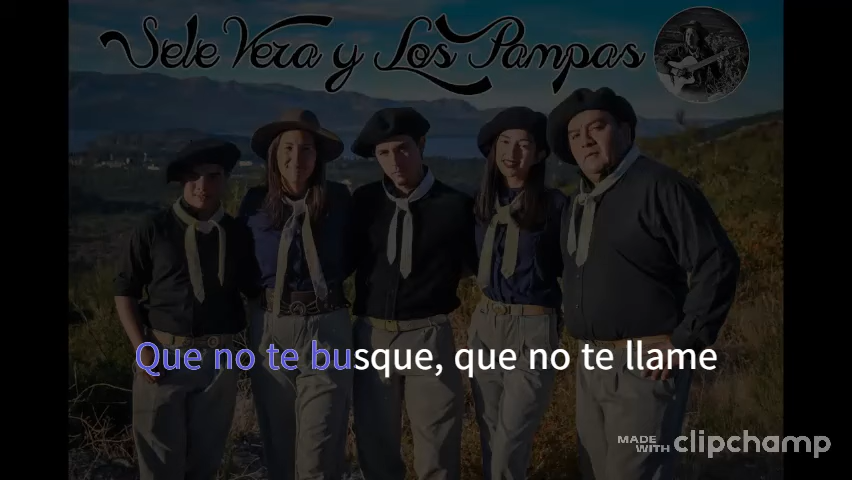 Sele Vera y Los Pampas
Que no te busque, que no te llame
MADE WITH clipchamp